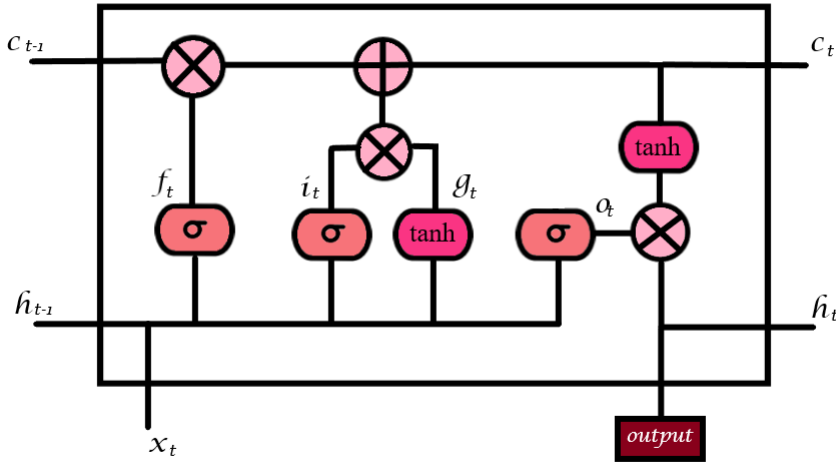 c t-1
c t
tanh
f t
i t
g t
o t
σ
σ
tanh
σ
h t-1
h t
x t
output